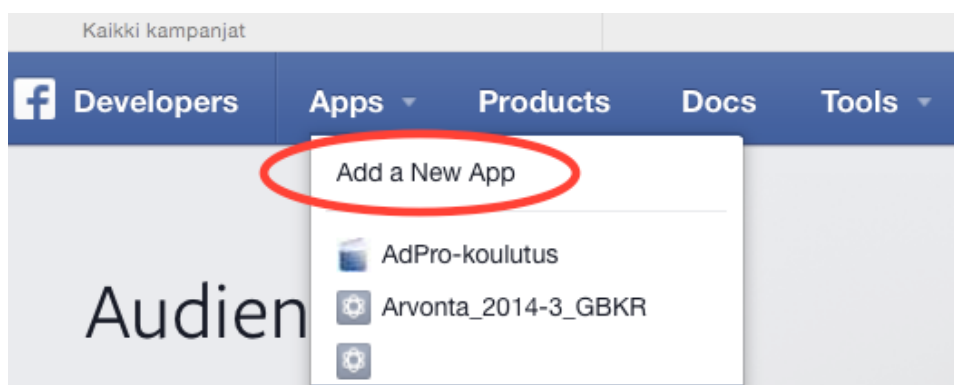 Kaikki kampanjat
f Developers Apps Products Docs Tools
Add a New App
AdPro-koulutus
Arvonta_2014-3_GBKR
Audien